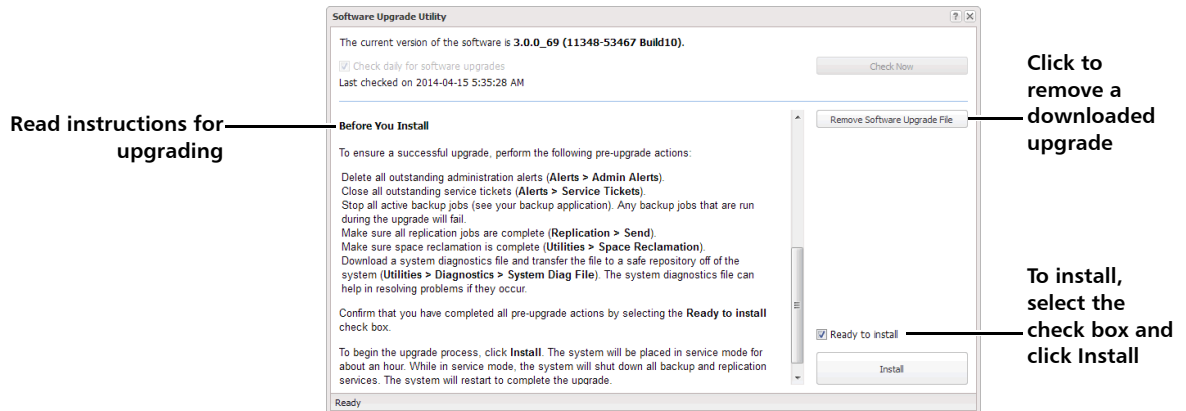 Software Upgrade Utility
The current version of the software is 3.0.0_69 (11348-53467 Build10).
Check daily for software upgrades
Check Now
Last checked on 2014-04-15 5:35:28 AM
Read instructions for
upgrading
Before You Install
To ensure a successful upgrade, perform the following pre-upgrade actions:
Delete all outstanding administration alerts (Alerts > Admin Alerts).
Close all outstanding service tickets (Alerts > Service Tickets).
Stop all active backup jobs (see your backup application). Any backup jobs that are run
during the upgrade will fail.
Make sure all replication jobs are complete (Replication > Send).
Make sure space reclamation is complete (Utilities > Space Reclamation).
Download a system diagnostics file and transfer the file to a safe repository off of the
system (Utilities > Diagnostics > System Diag File). The system diagnostics file can
help in resolving problems if they occur.
Confirm that you have completed all pre-upgrade actions by selecting the Ready to install
check box.
To begin the upgrade process, click Install. The system will be placed in service mode for
about an hour. While in service mode, the system will shut down all backup and replication
services. The system will restart to complete the upgrade.
Remove Software Upgrade File
Click to
remove a
downloaded
upgrade
Ready to install
Install
To install,
select the
check box and
click Install
Ready